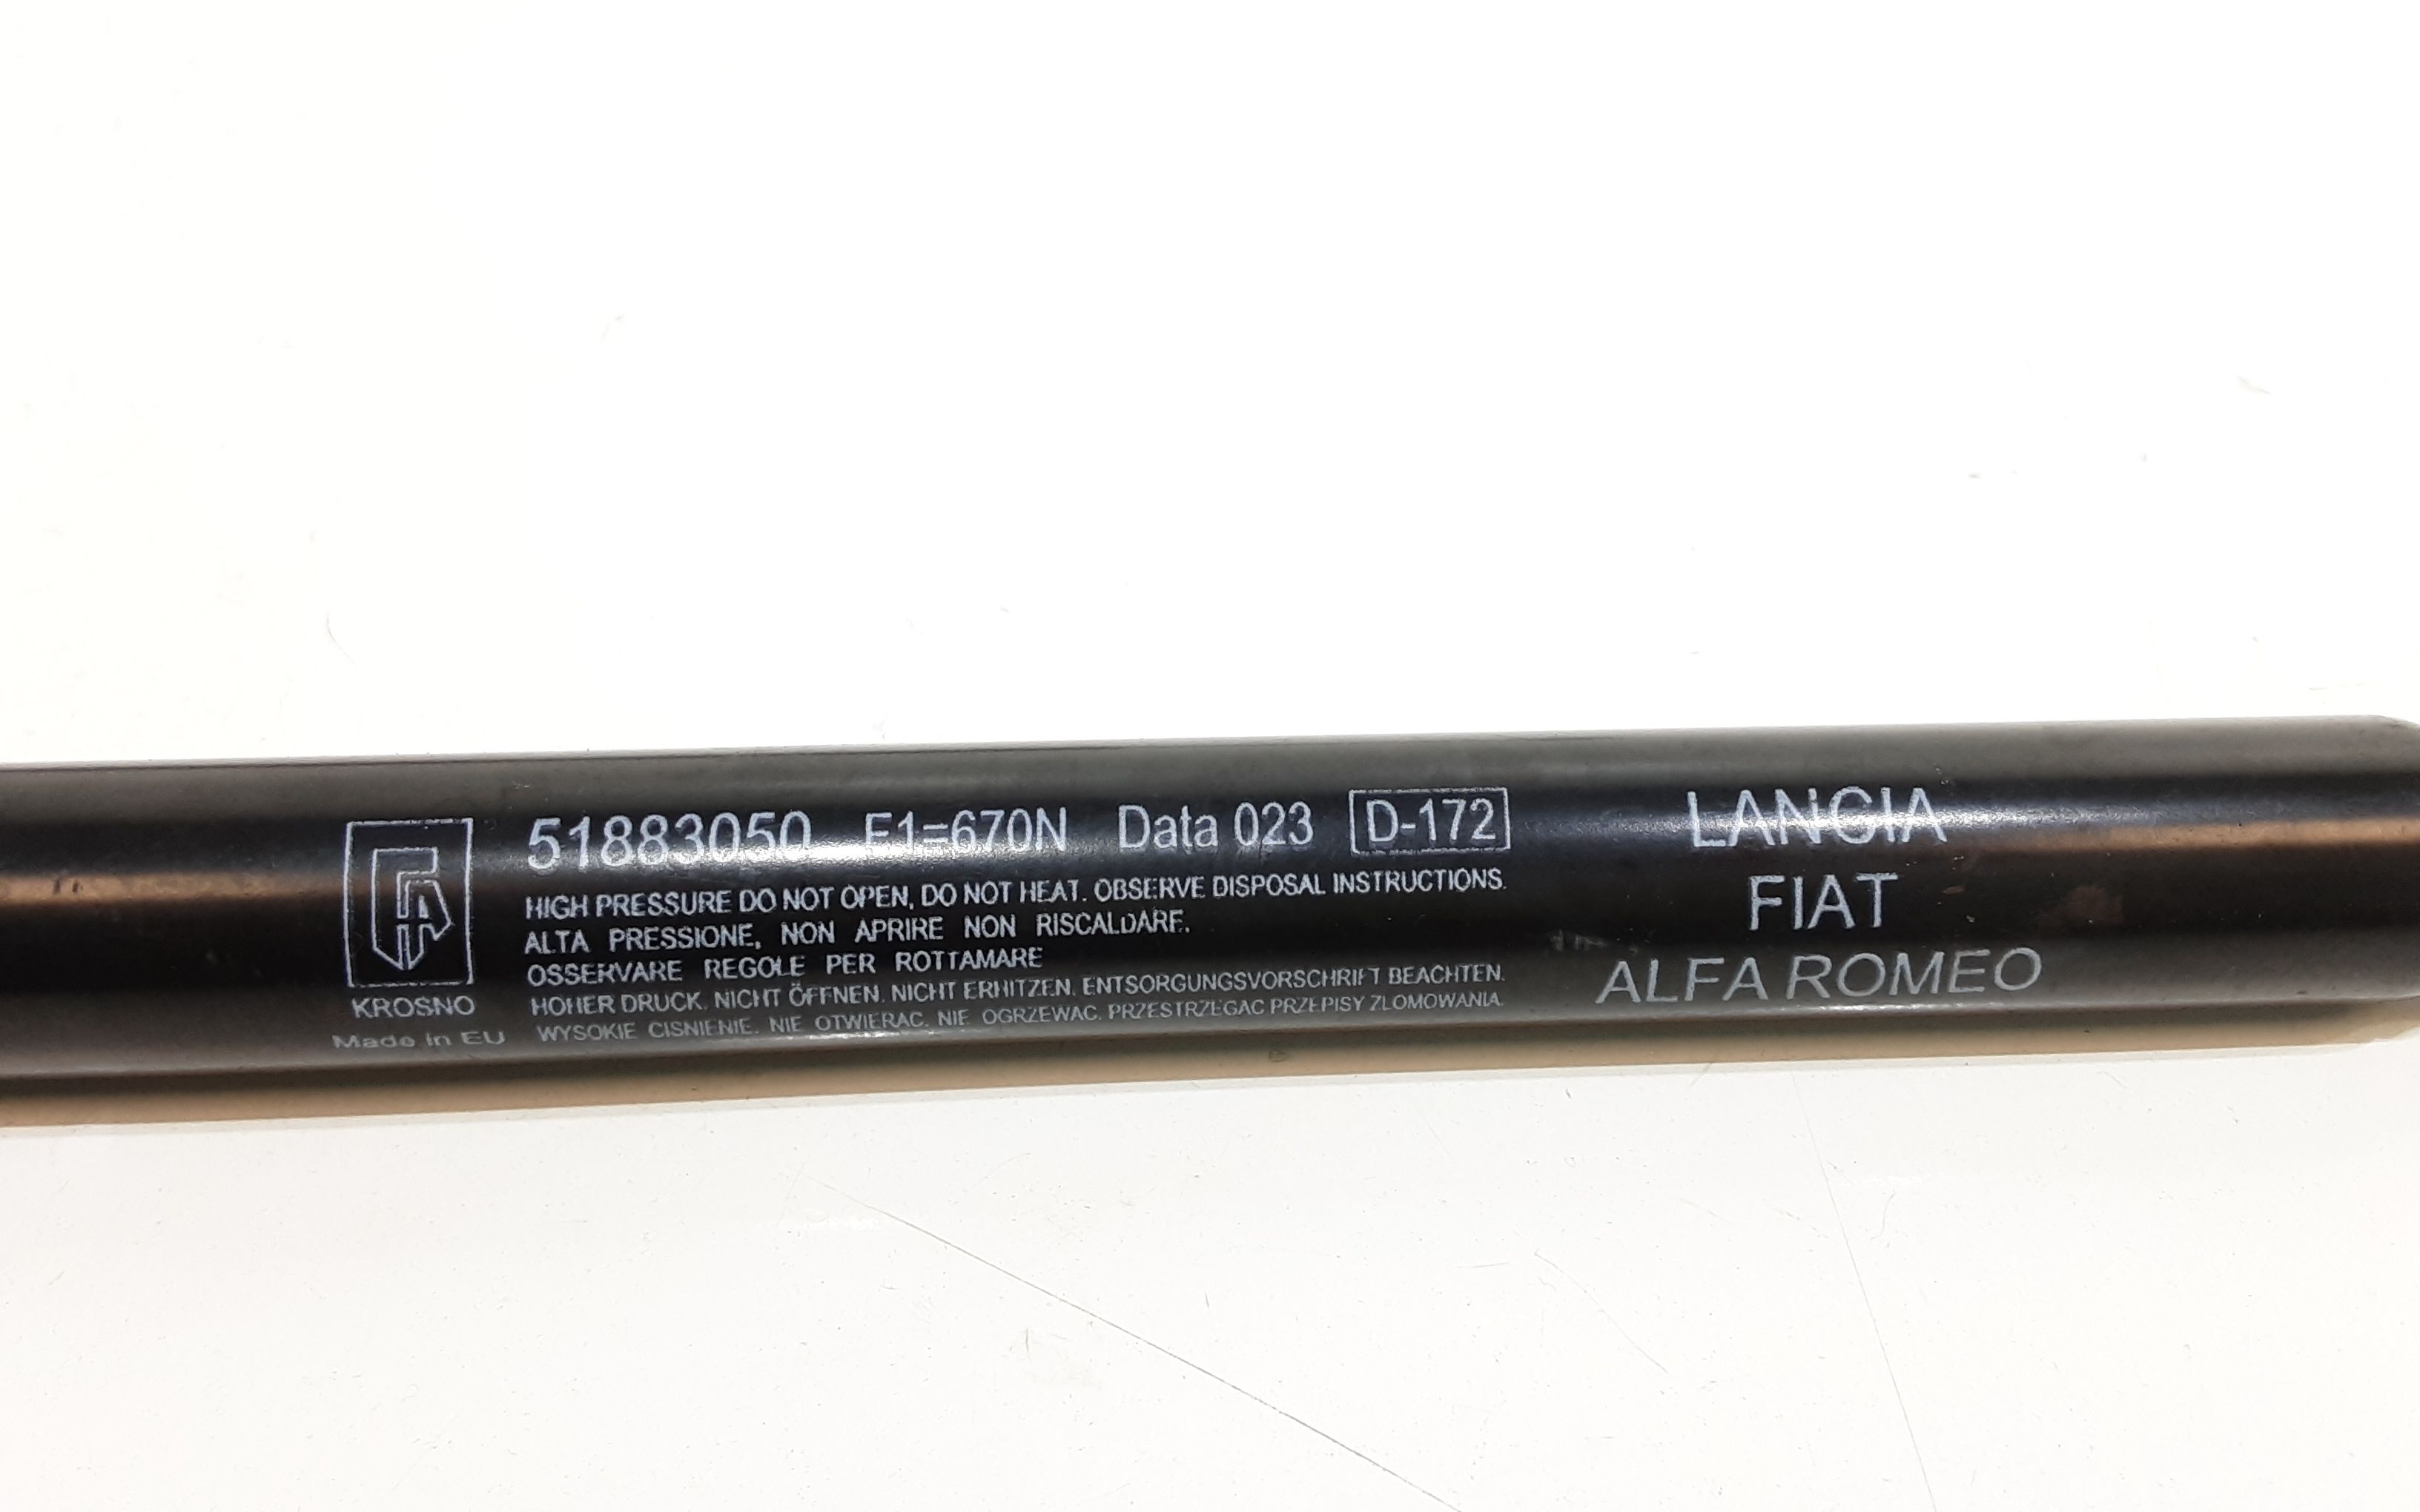 51883050 F1=670N Data 023 D-172
HIGH PRESSURE DO NOT OPEN, DO NOT HEAT. OBSERVE DISPOSAL INSTRUCTIONS.
ALTA PRESSIONE, NON APRIRE NON RISCALDARE.
OSSERVARE REGOLE PER ROTTAMARE
HOHER DRUCK. NICHT ÖFFNEN. NICHT ERHITZEN. ENTSORGUNGSVORSCHRIFT BEACHTEN.
WYSOKIE CISNIENIE. NIE OTWIERAC. NIE OGRZEWAC. PRZESTRZEGAC PRZEPISY ZLOMOWANIA.
KROSNO
Made in EU
LANCIA
FIAT
ALFA ROMEO